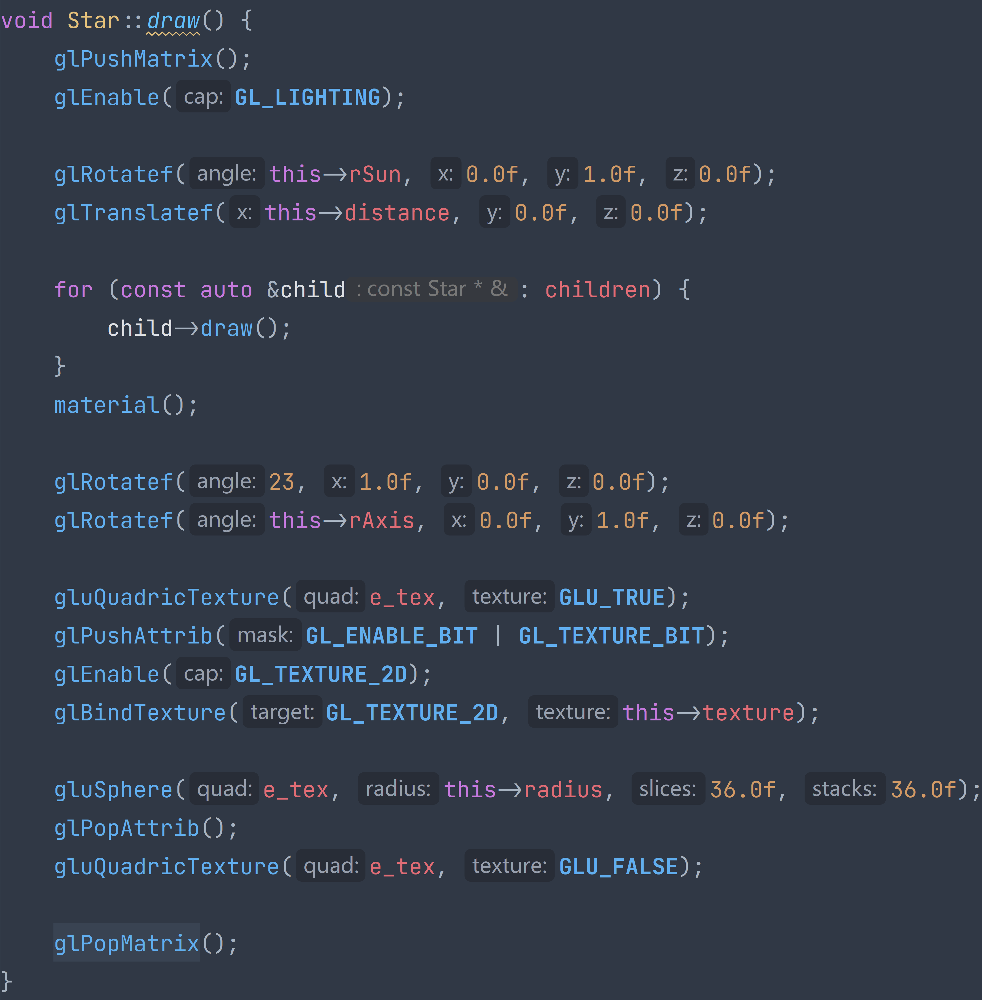 void Star::draw() {
glPushMatrix();
glEnable( cap: GL_LIGHTING);
glRotatef( angle: this->rSun, x: 0.0f, y: 1.0f, z: 0.0f);
glTranslatef( x: this->distance, y: 0.0f, z: 0.0f);
for (const auto &child : const Star * & : children) {
child->draw();
}
material();
glRotatef( angle: 23, x: 1.0f, y: 0.0f, z: 0.0f);
glRotatef( angle: this->rAxis, x: 0.0f, y: 1.0f, z: 0.0f);
gluQuadricTexture( quad: e_tex, texture: GLU_TRUE);
glPushAttrib( mask: GL_ENABLE_BIT | GL_TEXTURE_BIT);
glEnable( cap: GL_TEXTURE_2D);
glBindTexture( target: GL_TEXTURE_2D, texture: this->texture);
gluSphere( quad: e_tex, radius: this->radius, slices: 36.0f, stacks: 36.0f);
glPopAttrib();
gluQuadricTexture( quad: e_tex, texture: GLU_FALSE);
glPopMatrix();
}